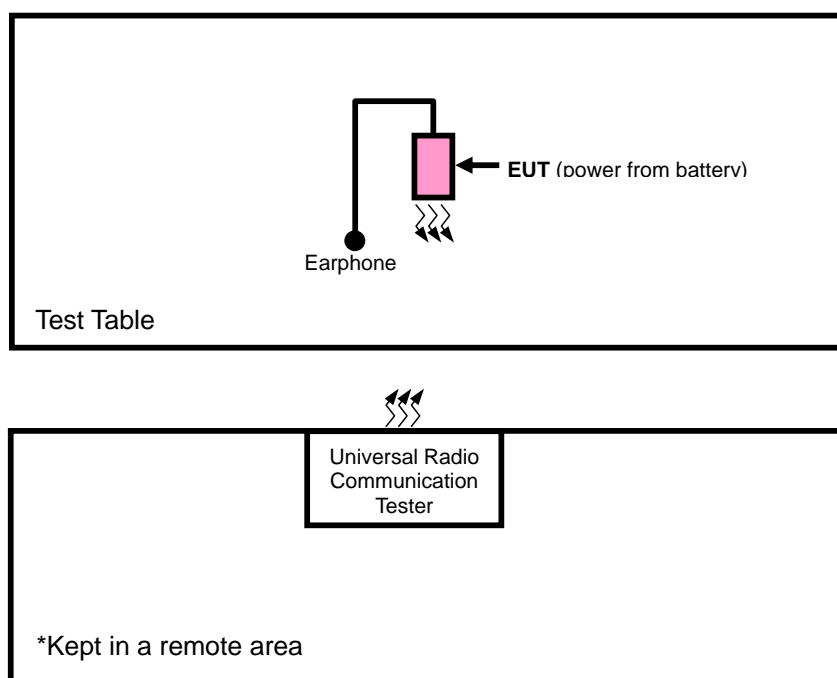 EUT (power from battery)
Earphone
Test Table
Universal Radio
Communication
Tester
*Kept in a remote area